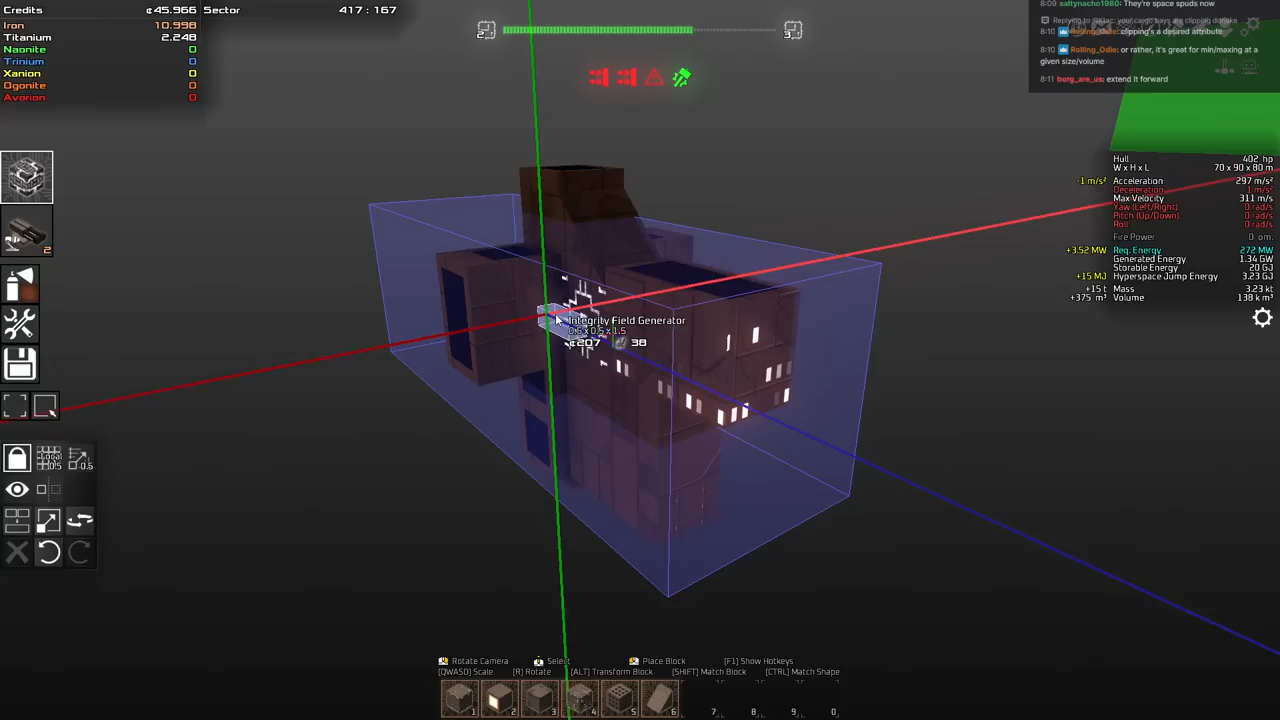 Credits ¢45.966 Sector 417 : 167
Iron 10.998
Titanium 2.248
Naonite 0
Trinium 0
Xanion 0
Ogonite 0
Avorion 0
2
3
8:09 saltynacho1980: They're space spuds now
8:10 Rolling_Odie: clipping's a desired attribute
8:10 Rolling_Odie: or rather, it's great for min/maxing at a
given size/volume
8:11 borg_are_us: extend it forward
Hull 402 hp
W x H x L 70 x 90 x 80 m
-1 m/s² Acceleration 297 m/s
Deceleration 1 m/s²
Max Velocity 311 m/s
Yaw (Left/Right) 0 rad/s
Pitch (Up/Down) 0 rad/s
Roll 0 rad/s
Fire Power 0 om.
+3.52 MW Req. Energy 272 MW
Generated Energy 1.34 GW
Storable Energy 20 GJ
+15 MJ Hyperspace Jump Energy 3.23 GJ
+15 t Mass 3.23 kt
+375 m³ Volume 138 k m³
2
Integrity Field Generator
0.5 x 0.5 x 1.5
¢207 38
Rotate Camera Select Place Block [F1] Show Hotkeys
[QWASD] Scale [R] Rotate [ALT] Transform Block [SHIFT] Match Block [CTRL] Match Shape
1 2 3 4 5 6 7 8 9 0